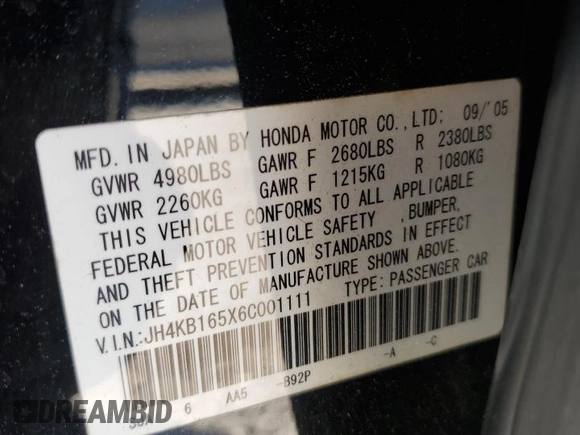 MFD. IN JAPAN BY HONDA MOTOR CO.,LTD: 09/'05
GVWR 4980LBS GAWR F 2680LBS R 2380LBS
GVWR 2260KG GAWR F 1215KG R 1080KG
THIS VEHICLE CONFORMS TO ALL APPLICABLE
FEDERAL MOTOR VEHICLE SAFETY ,BUMPER,
AND THEFT PREVENTION STANDARDS IN EFFECT
ON THE DATE OF MANUFACTURE SHOWN ABOVE.
V.I.N:JH4KB165X6C001111 TYPE: PASSENGER CAR
6 AA5 -B92P -A -C
DREAMBID